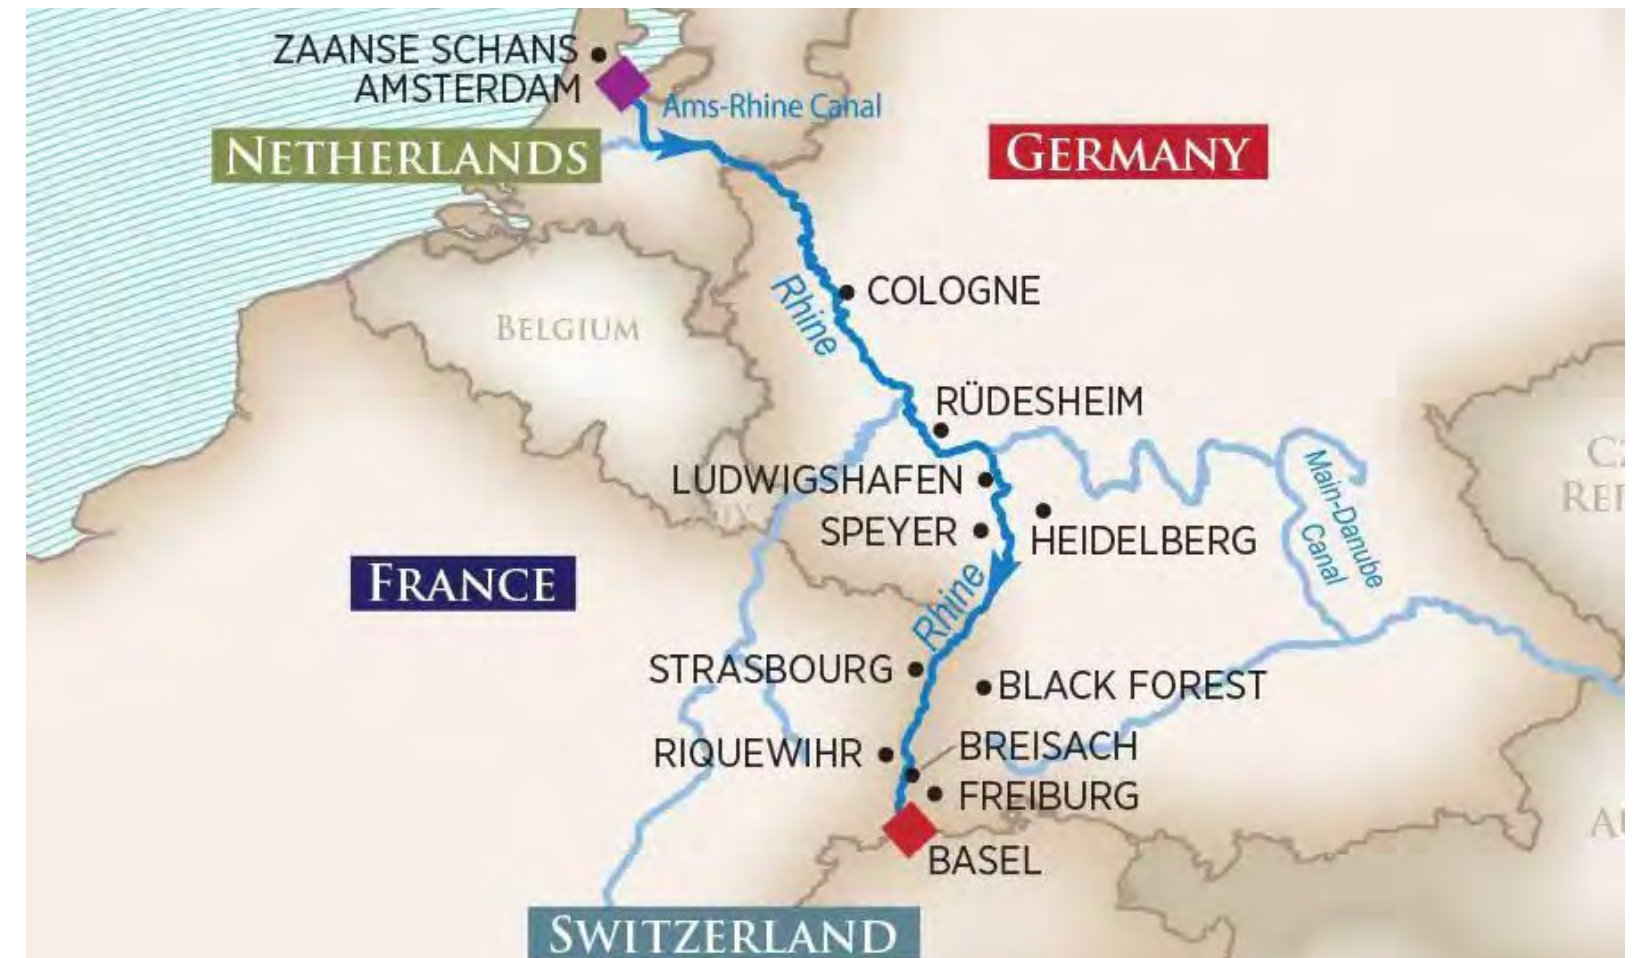 ZAANSE SCHANS
AMSTERDAM
Ams-Rhine Canal
NETHERLANDS
GERMANY
COLOGNE
Rhine
BELGIUM
RÜDESHEIM
LUDWIGSHAFEN
SPEYER
HEIDELBERG
Main-Danube
Canal
FRANCE
Rhine
STRASBOURG
BLACK FOREST
RIQUEWIHR
BREISACH
FREIBURG
BASEL
SWITZERLAND